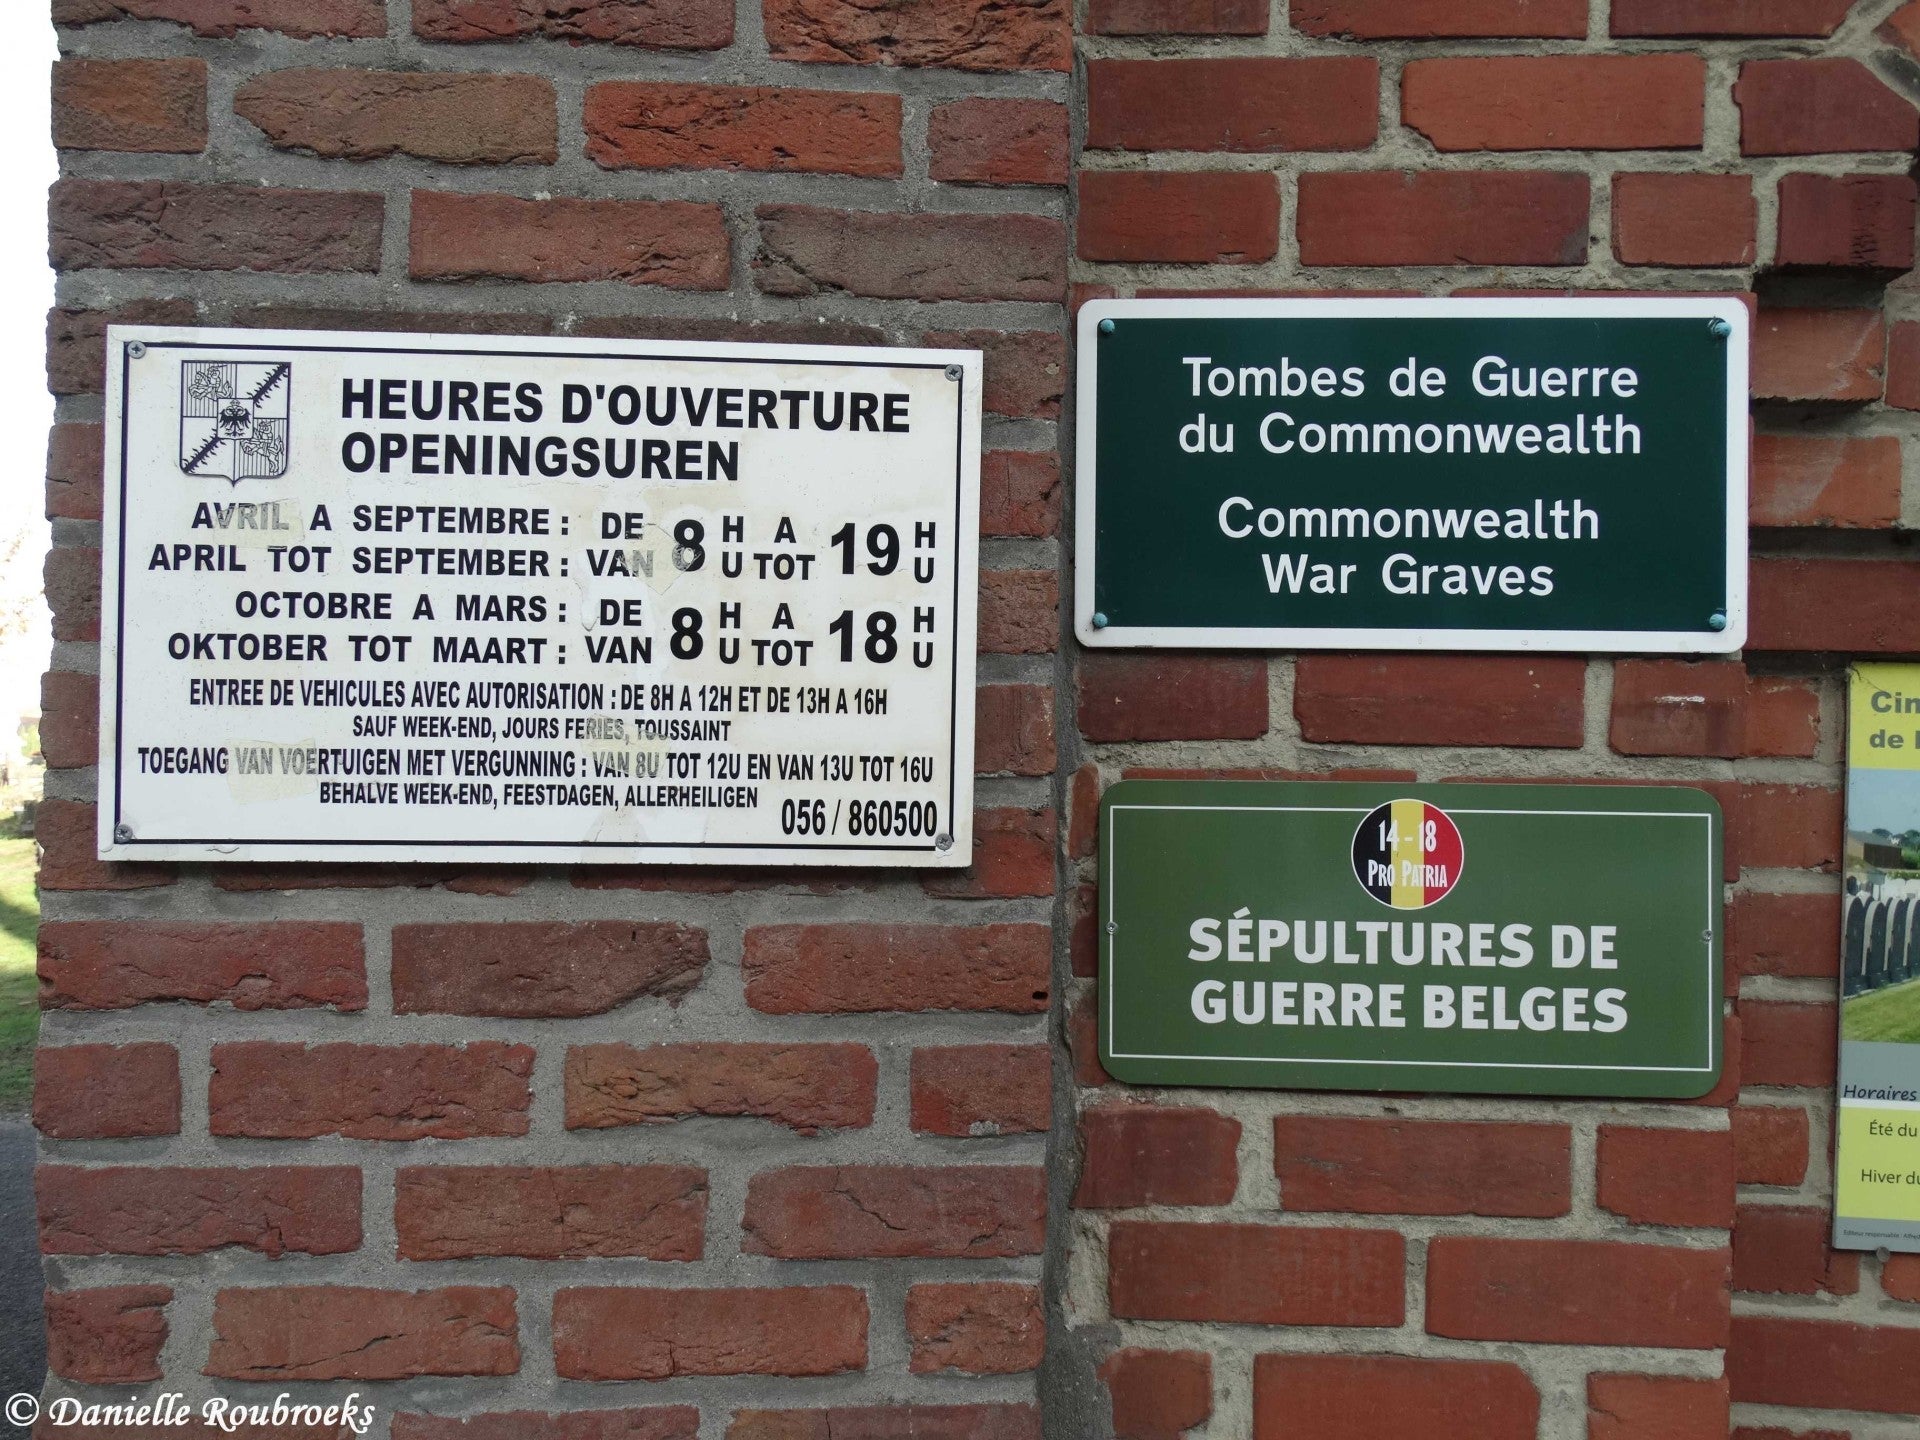 HEURES D'OUVERTURE
OPENINGSUREN
AVRIL A SEPTEMBRE : DE 8 H A 19 H
APRIL TOT SEPTEMBER : VAN U TOT U
OCTOBRE A MARS : DE 8 H A 18 H
OKTOBER TOT MAART : VAN U TOT U
ENTREE DE VEHICULES AVEC AUTORISATION : DE 8H A 12H ET DE 13H A 16H
SAUF WEEK-END, JOURS FERIES, TOUSSAINT
TOEGANG VAN VOERTUIGEN MET VERGUNNING : VAN 8U TOT 12U EN VAN 13U TOT 16U
BEHALVE WEEK-END, FEESTDAGEN, ALLERHEILIGEN
056 / 860500
Tombes de Guerre
du Commonwealth
Commonwealth
War Graves
14 - 18
PRO PATRIA
SÉPULTURES DE
GUERRE BELGES
de
Horaires
Été du
Hiver du
Editeur responsable :
© Danielle Roubroeks